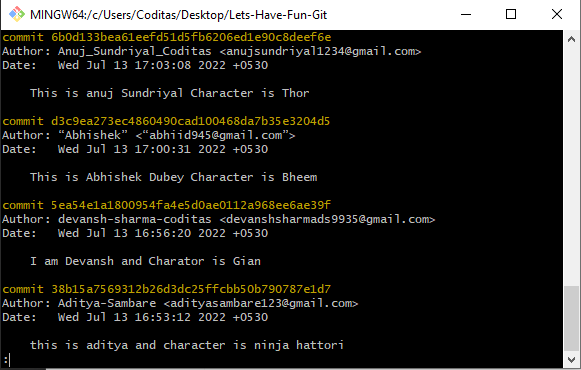 MINGW64:/c/Users/Coditas/Desktop/Lets-Have-Fun-Git
commit 6b0d133bea61eefd51d5fb6206ed1e90c8deef6e
Author: Anuj_Sundriyal_Coditas <anujsundriyal1234@gmail.com>
Date:   Wed Jul 13 17:03:08 2022 +0530
This is anuj Sundriyal Character is Thor
commit d3c9ea273ec4860490cad100468da7b35e3204d5
Author: “Abhishek” <“abhiid945@gmail.com”>
Date:   Wed Jul 13 17:00:31 2022 +0530
This is Abhishek Dubey Character is Bheem
commit 5ea54e1a1800954fa4e5d0ae0112a968ee6ae39f
Author: devansh-sharma-coditas <devanshsharmads9935@gmail.com>
Date:   Wed Jul 13 16:56:20 2022 +0530
I am Devansh and Charator is Gian
commit 38b15a7569312b26d3dc25ffcbb50b790787e1d7
Author: Aditya-Sambare <adityasambare123@gmail.com>
Date:   Wed Jul 13 16:53:12 2022 +0530
this is aditya and character is ninja hattori
: